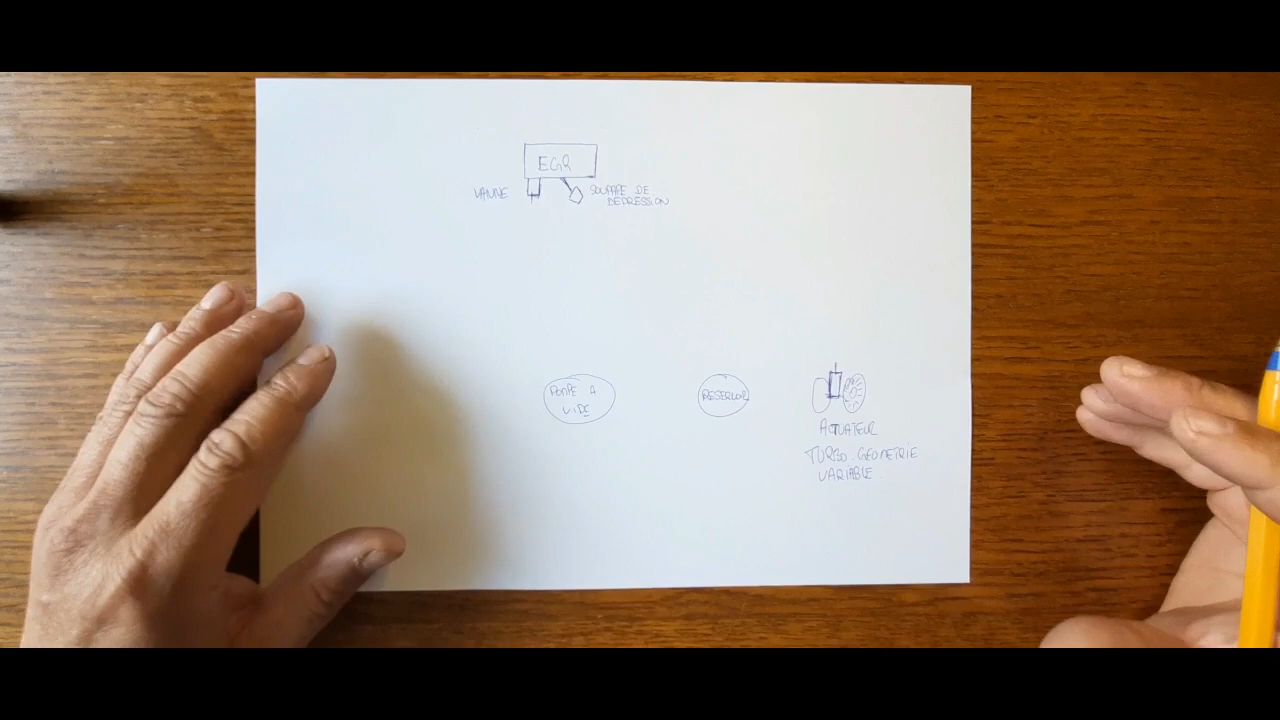 EGR
VANNE
SOUPAPE DE
DEPRESSION
POMPE A
VIDE
RESERVOIR
ACTUATEUR
TURBO.GEOMETRIE
VARIABLE.